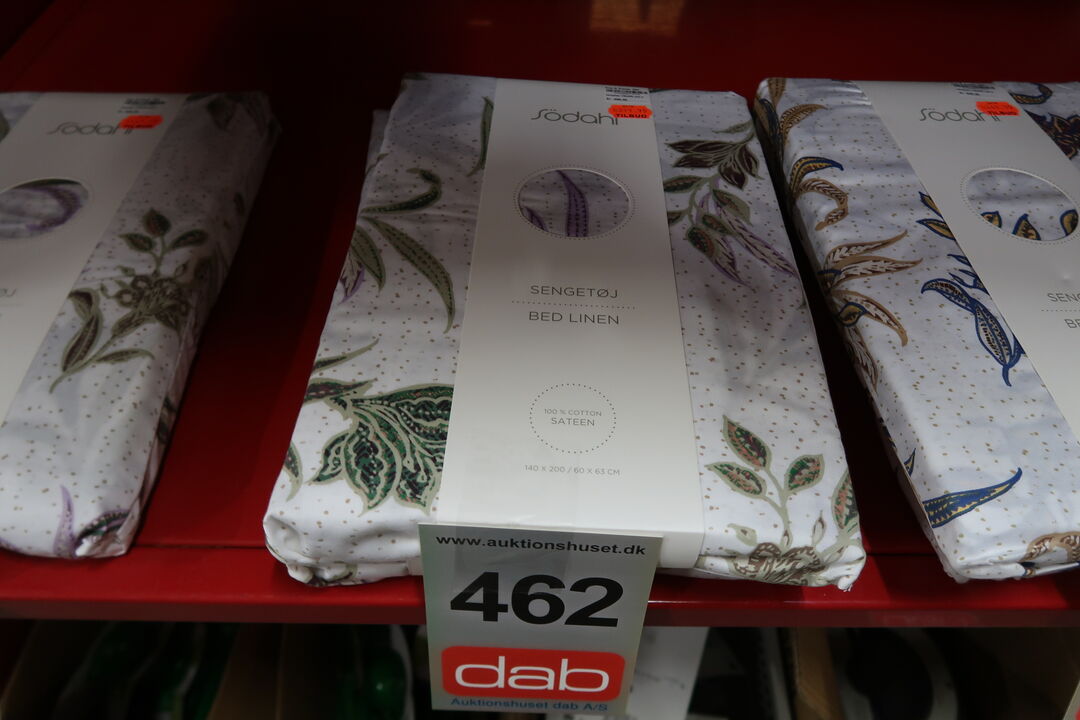 södahl
södahl
TILBUD
södahl
SENGETØJ
BED LINEN
100 % COTTON
SATEEN
140 X 200 / 60 X 63 CM
www.auktionshuset.dk
462
dab
Auktionshuset dab A/S